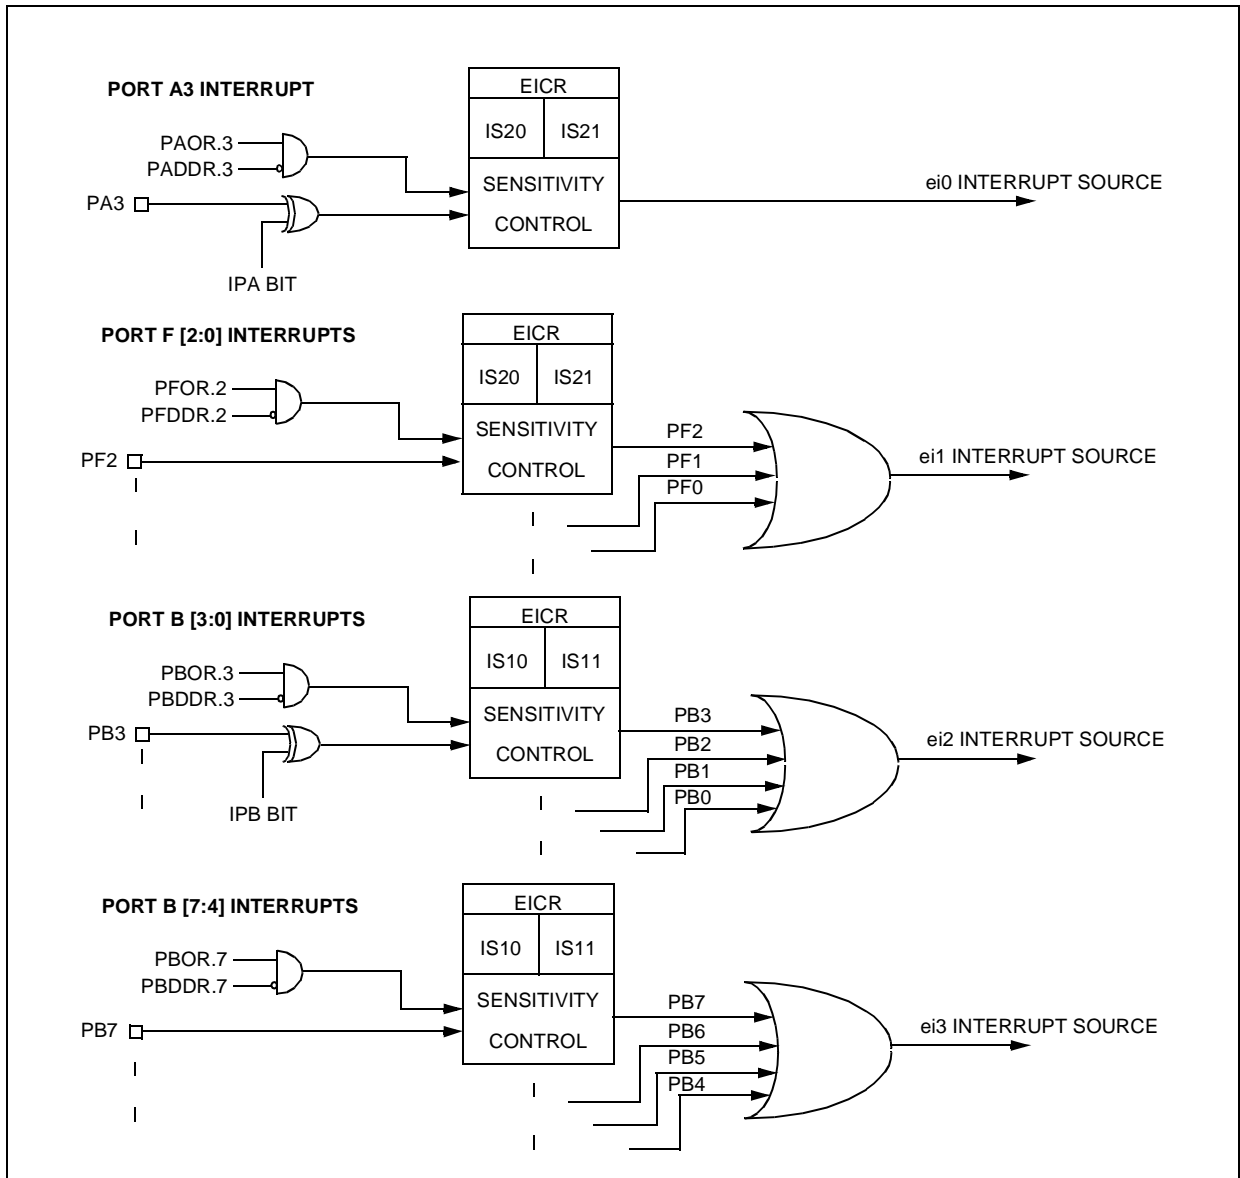 PORT A3 INTERRUPT
EICR
IS20 IS21
PAOR.3
PADDR.3
SENSITIVITY
CONTROL
PA3
IPA BIT
ei0 INTERRUPT SOURCE
PORT F [2:0] INTERRUPTS
EICR
IS20 IS21
PFOR.2
PFDDR.2
SENSITIVITY
CONTROL
PF2
PF2
PF1
PF0
ei1 INTERRUPT SOURCE
PORT B [3:0] INTERRUPTS
EICR
IS10 IS11
PBOR.3
PBDDR.3
SENSITIVITY
CONTROL
PB3
IPB BIT
PB3
PB2
PB1
PB0
ei2 INTERRUPT SOURCE
PORT B [7:4] INTERRUPTS
EICR
IS10 IS11
PBOR.7
PBDDR.7
SENSITIVITY
CONTROL
PB7
PB7
PB6
PB5
PB4
ei3 INTERRUPT SOURCE